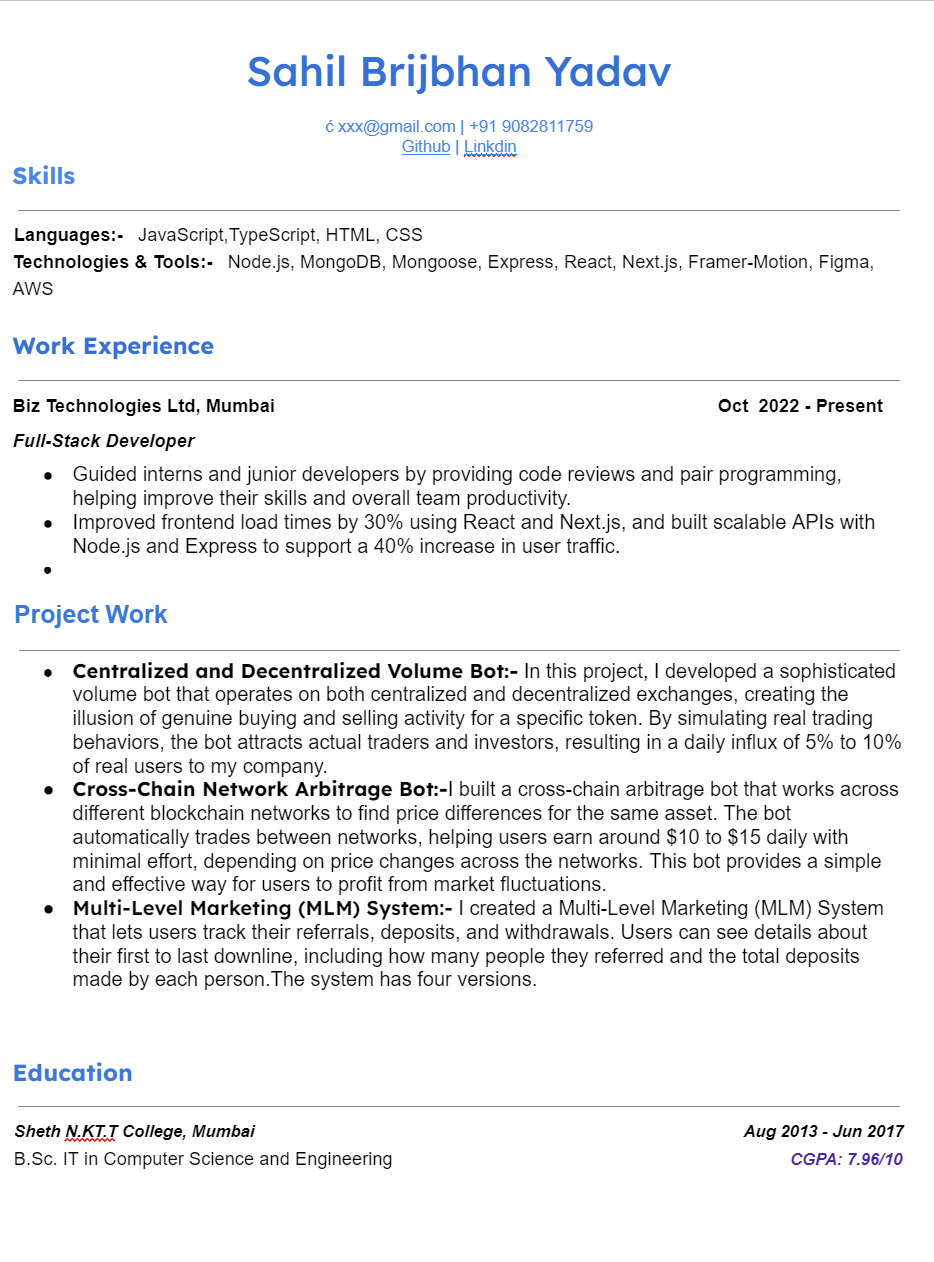 Sahil Brijbhan Yadav
ć xxx@gmail.com | +91 9082811759
Github | Linkdin
Skills
Languages:- JavaScript,TypeScript, HTML, CSS
Technologies & Tools:- Node.js, MongoDB, Mongoose, Express, React, Next.js, Framer-Motion, Figma,
AWS
Work Experience
Biz Technologies Ltd, Mumbai Oct 2022 - Present
Full-Stack Developer
● Guided interns and junior developers by providing code reviews and pair programming,
helping improve their skills and overall team productivity.
● Improved frontend load times by 30% using React and Next.js, and built scalable APIs with
Node.js and Express to support a 40% increase in user traffic.
●
Project Work
● Centralized and Decentralized Volume Bot:- In this project, I developed a sophisticated
volume bot that operates on both centralized and decentralized exchanges, creating the
illusion of genuine buying and selling activity for a specific token. By simulating real trading
behaviors, the bot attracts actual traders and investors, resulting in a daily influx of 5% to 10%
of real users to my company.
● Cross-Chain Network Arbitrage Bot:-I built a cross-chain arbitrage bot that works across
different blockchain networks to find price differences for the same asset. The bot
automatically trades between networks, helping users earn around $10 to $15 daily with
minimal effort, depending on price changes across the networks. This bot provides a simple
and effective way for users to profit from market fluctuations.
● Multi-Level Marketing (MLM) System:- I created a Multi-Level Marketing (MLM) System
that lets users track their referrals, deposits, and withdrawals. Users can see details about
their first to last downline, including how many people they referred and the total deposits
made by each person.The system has four versions.
Education
Sheth N.KT.T College, Mumbai Aug 2013 - Jun 2017
B.Sc. IT in Computer Science and Engineering CGPA: 7.96/10